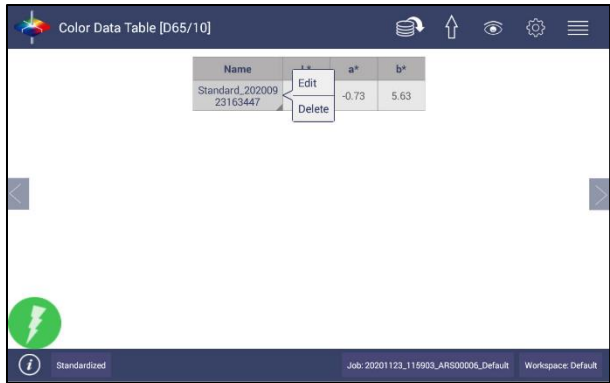 Color Data Table [D65/10]
Name a* b*
Standard_202009
23163447
-0.73 5.63
Edit
Delete
i
Standardized
Job: 20201123_115903_ARS00006_Default
Workspace: Default